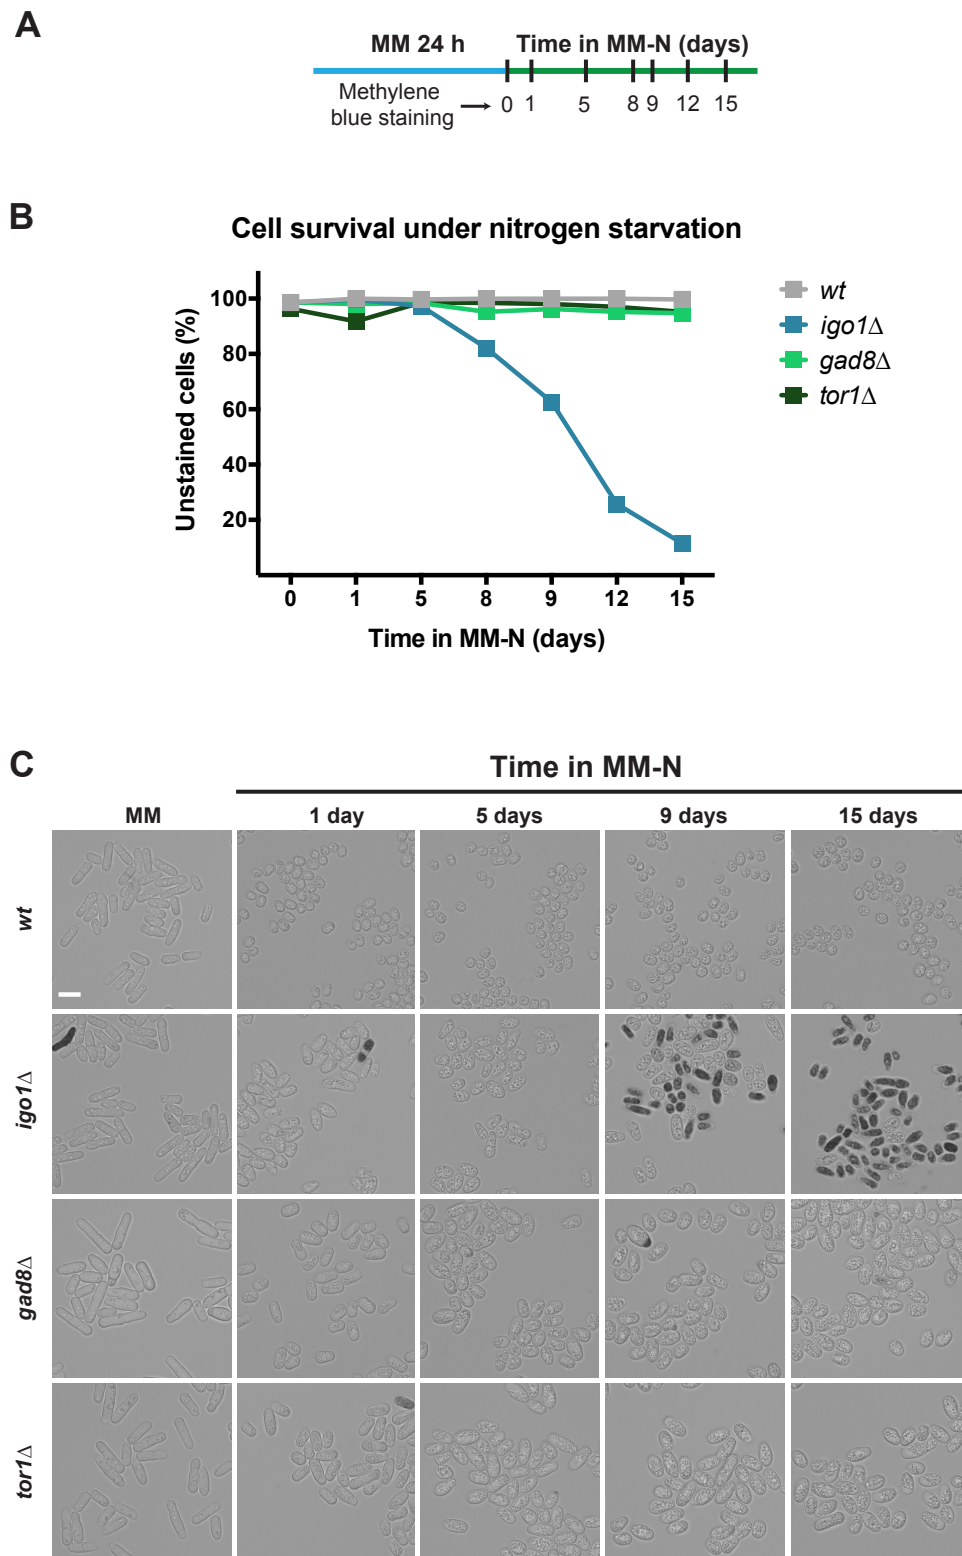 A
MM 24 h Time in MM-N (days)
Methylene
blue staining 0 1 5 8 9 12 15
B
Cell survival under nitrogen starvation
Unstained cells (%)
100
80
60
40
20
0 1 5 8 9 12 15
Time in MM-N (days)
wt
igo1Δ
gad8Δ
tor1Δ
C
Time in MM-N
MM 1 day 5 days 9 days 15 days
wt
igo1Δ
gad8Δ
tor1Δ